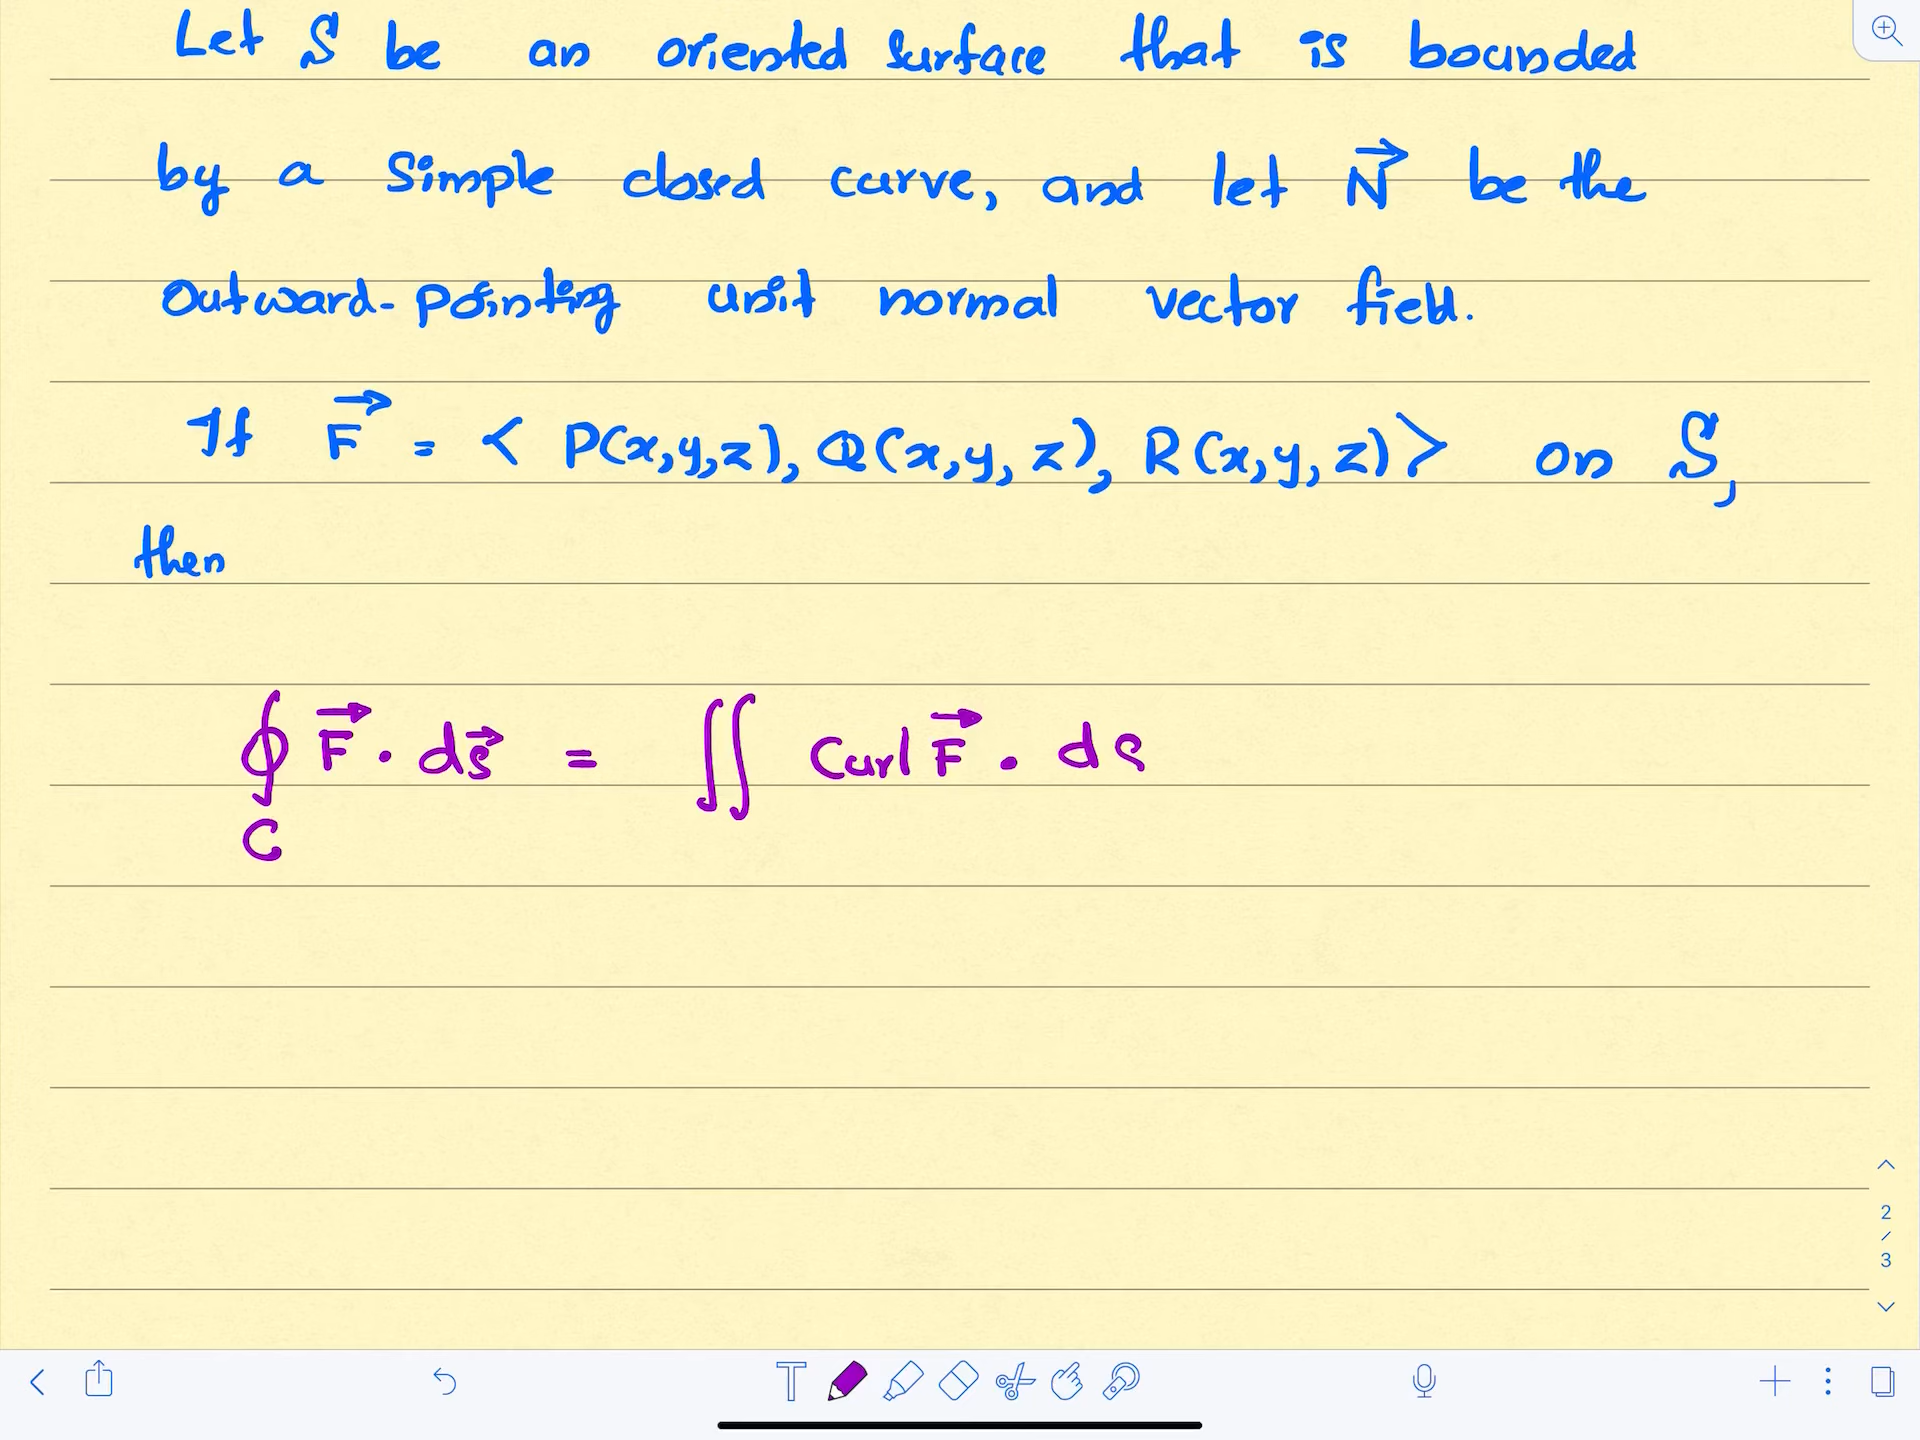 Let S be an oriented surface that is bounded
by a simple closed curve, and let N⃗ be the
outward-pointing unit normal vector field.
If F⃗ = < P(x,y,z), Q(x,y,z), R(x,y,z)> on S,
then
∮ F⃗ · ds⃗ = ∬ Curl F⃗ · ds
C
2
/
3
T